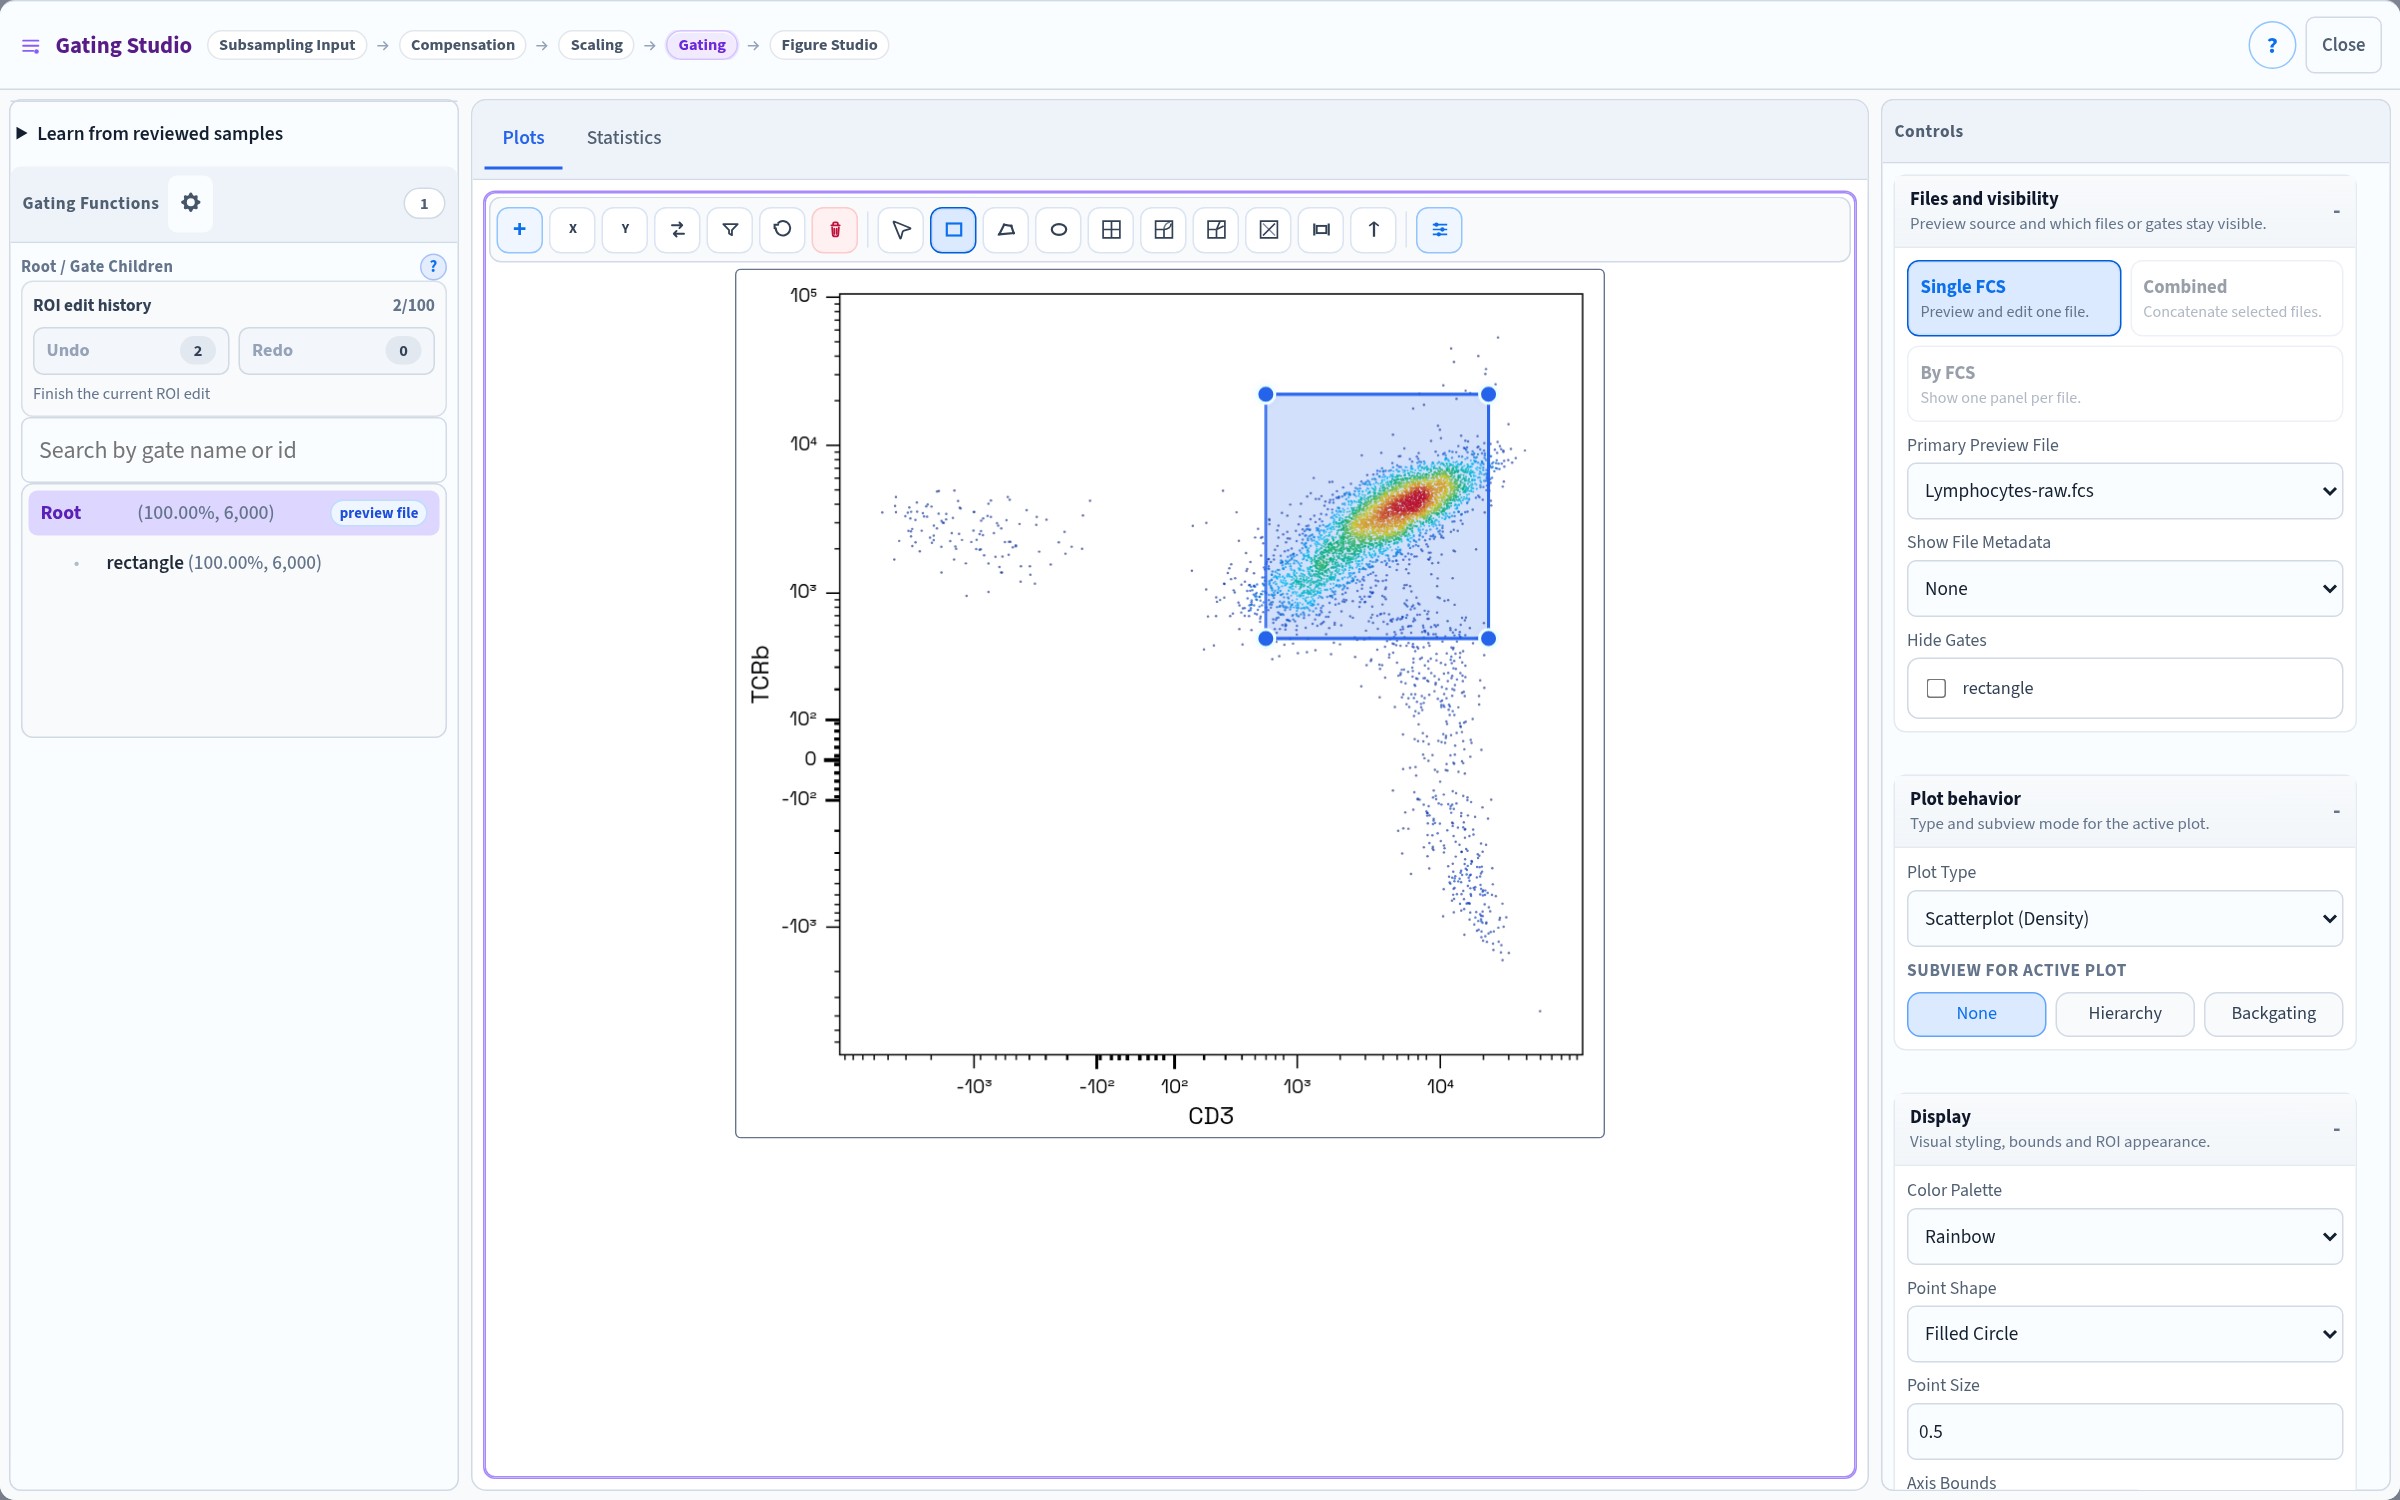 Gating Studio Subsampling Input → Compensation → Scaling → Gating → Figure Studio ? Close
Learn from reviewed samples
Gating Functions 1
Root / Gate Children ?
ROI edit history 2/100
Undo 2 Redo 0
Finish the current ROI edit
Search by gate name or id
Root (100.00%, 6,000) preview file
rectangle (100.00%, 6,000)
Plots Statistics
+ X Y
10⁵
10⁴
10³
10²
0
-10²
-10³
TCRb
-10³ -10² 10² 10³ 10⁴
CD3
Controls
Files and visibility -
Preview source and which files or gates stay visible.
Single FCS
Preview and edit one file.
Combined
Concatenate selected files.
By FCS
Show one panel per file.
Primary Preview File
Lymphocytes-raw.fcs
Show File Metadata
None
Hide Gates
rectangle
Plot behavior -
Type and subview mode for the active plot.
Plot Type
Scatterplot (Density)
SUBVIEW FOR ACTIVE PLOT
None Hierarchy Backgating
Display -
Visual styling, bounds and ROI appearance.
Color Palette
Rainbow
Point Shape
Filled Circle
Point Size
0.5
Axis Bounds